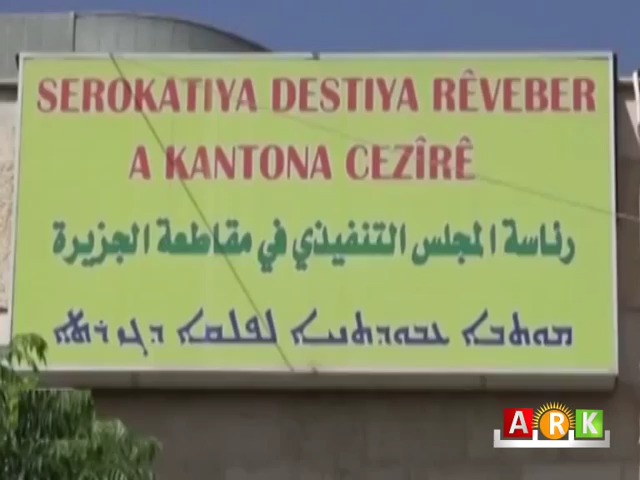 SEROKATIYA DESTIYA RÊVEBER
A KANTONA CEZÎRÊ
رئاسة المجلس التنفيذي في مقاطعة الجزيرة
ARK